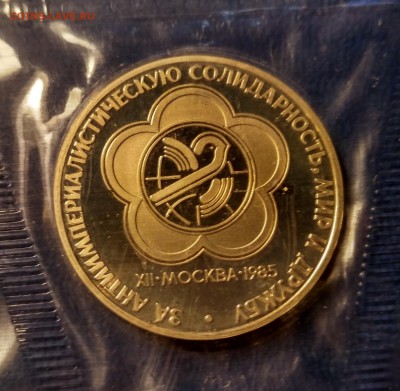 ЗА АНТИИМПЕРИАЛИСТИЧЕСКУЮ СОЛИДАРНОСТЬ, МИР И ДРУЖБУ •
XII•МОСКВА•1985